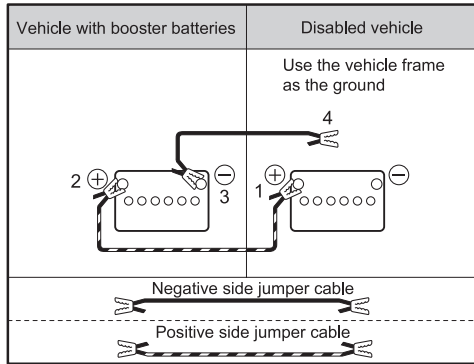 Vehicle with booster batteries
Disabled vehicle
Use the vehicle frame
as the ground
4
2 ⊕ ⊖
3
1 ⊕ ⊖
Negative side jumper cable
Positive side jumper cable